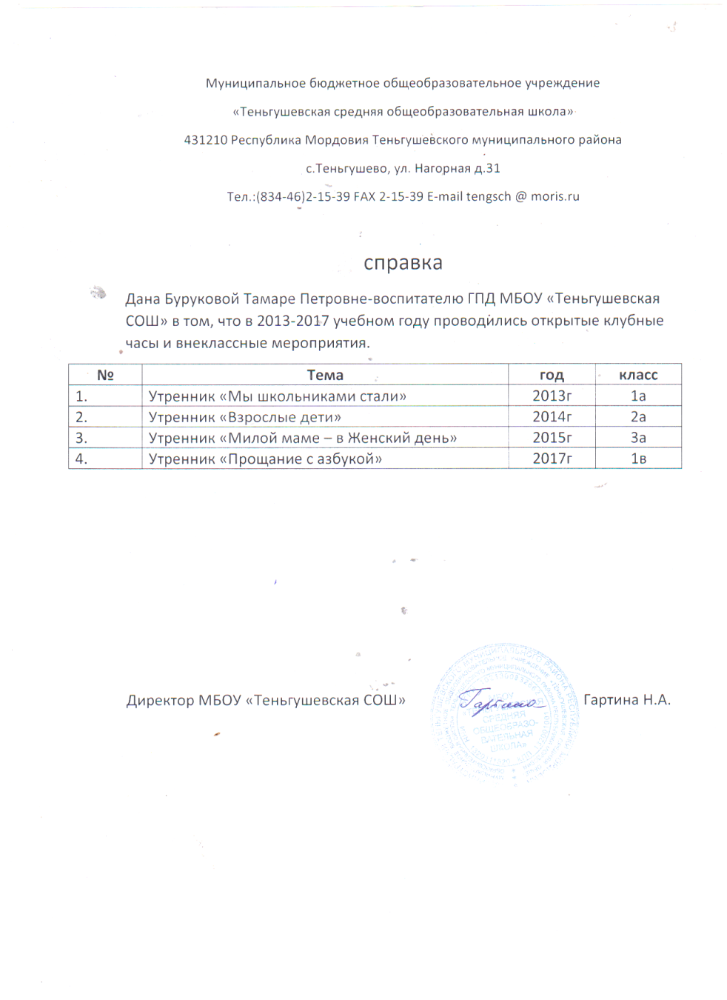 Муниципальное бюджетное общеобразовательное учреждение
«Теньгушевская средняя общеобразовательная школа»
431210 Республика Мордовия Теньгушевского муниципального района
с.Теньгушево, ул. Нагорная д.31
Тел.:(834-46)2-15-39 FAX 2-15-39 E-mail tengsch @ moris.ru
справка
Дана Буруковой Тамаре Петровне-воспитателю ГПД МБОУ «Теньгушевская
СОШ» в том, что в 2013-2017 учебном году проводились открытые клубные
часы и внеклассные мероприятия.
№ Тема год класс
1. Утренник «Мы школьниками стали» 2013г 1а
2. Утренник «Взрослые дети» 2014г 2а
3. Утренник «Милой маме – в Женский день» 2015г 3а
4. Утренник «Прощание с азбукой» 2017г 1в
Директор МБОУ «Теньгушевская СОШ» Гартина Гартина Н.А.
СРЕДНЯЯ
ОБЩЕОБРАЗО-
ВАТЕЛЬНАЯ
ШКОЛА»